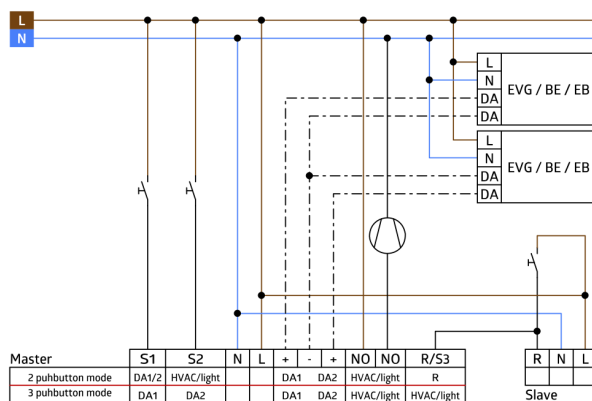 L
N
L
N
DA
DA
EVG / BE / EB
L
N
DA
DA
EVG / BE / EB
Master S1 S2 N L + - + NO NO R/S3
2 puhbutton mode DA1/2 HVAC/light DA1 DA2 HVAC/light R
3 puhbutton mode DA1 DA2 DA1 DA2 HVAC/light HVAC/light
R N L
Slave